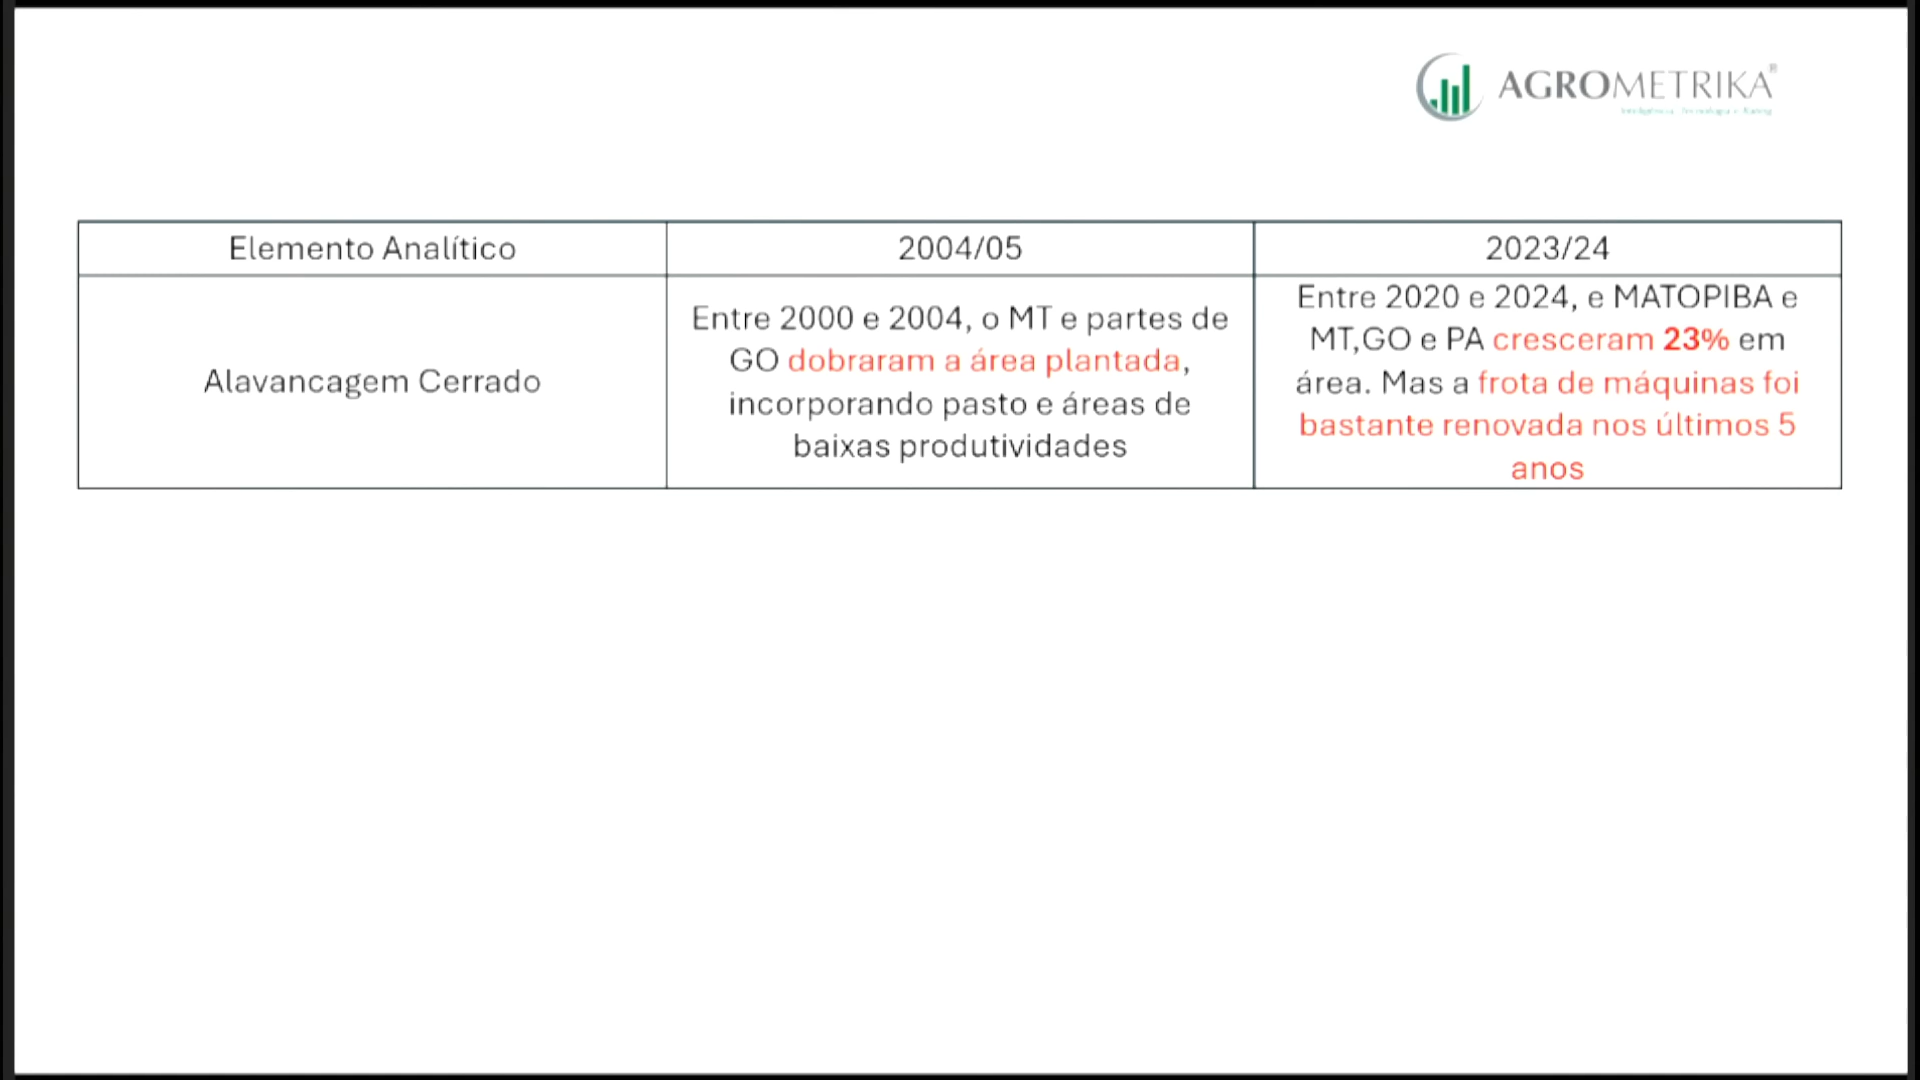 AGROMETRIKA®
Elemento Analítico
2004/05
2023/24
Alavancagem Cerrado
Entre 2000 e 2004, o MT e partes de
GO dobraram a área plantada,
incorporando pasto e áreas de
baixas produtividades
Entre 2020 e 2024, e MATOPIBA e
MT,GO e PA cresceram 23% em
área. Mas a frota de máquinas foi
bastante renovada nos últimos 5
anos